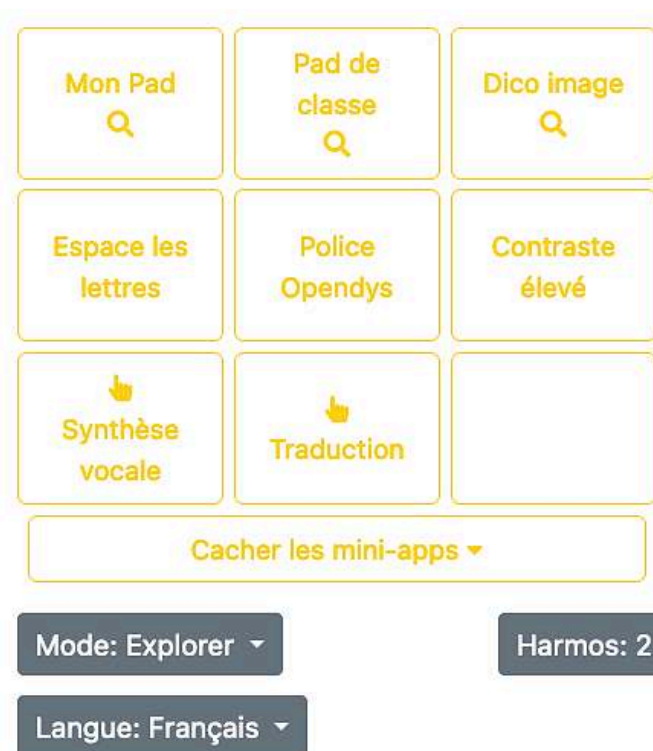 Mon Pad
Pad de
classe
Dico image
Espace les
lettres
Police
Opendys
Contraste
élevé
Synthèse
vocale
Traduction
Cacher les mini-apps
Mode: Explorer
Harmos: 2
Langue: Français